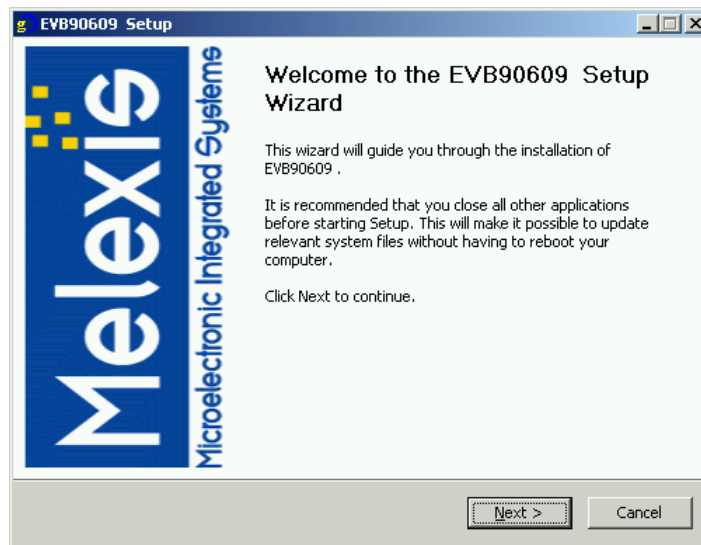 EVB90609 Setup
Melexis
Microelectronic Integrated Systems
Welcome to the EVB90609 Setup
Wizard
This wizard will guide you through the installation of
EVB90609 .
It is recommended that you close all other applications
before starting Setup. This will make it possible to update
relevant system files without having to reboot your
computer.
Click Next to continue.
Next >
Cancel